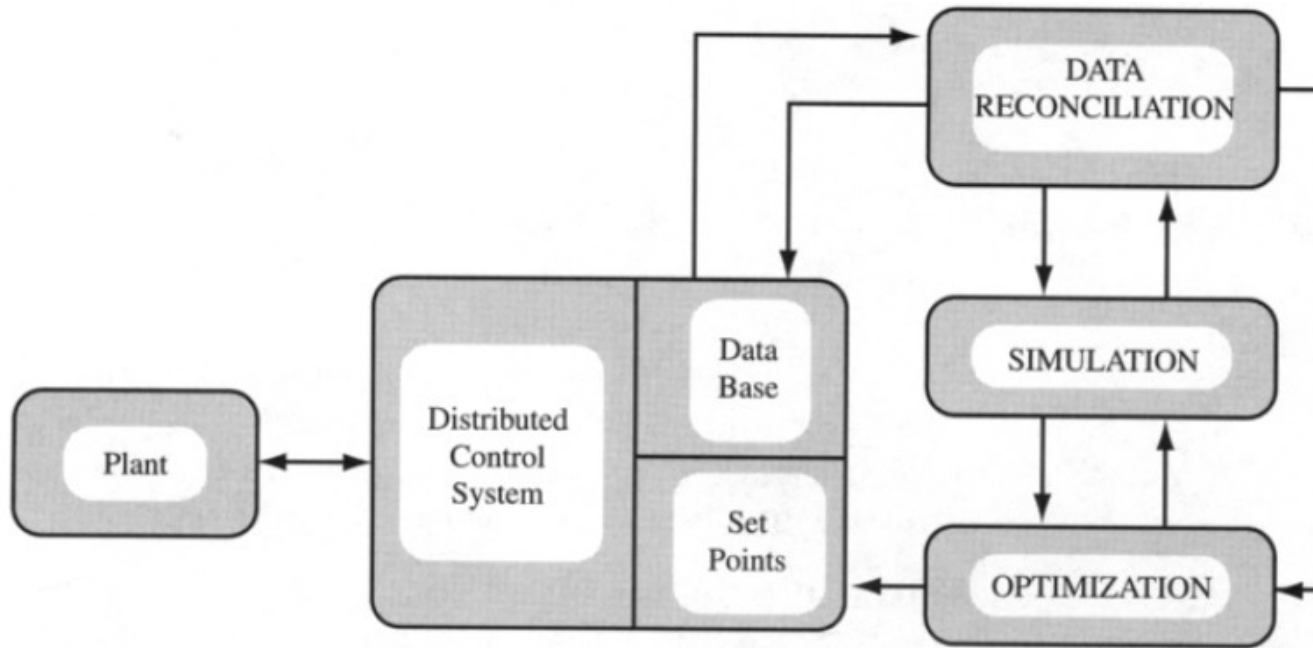 DATA
RECONCILIATION
SIMULATION
OPTIMIZATION
Data
Base
Set
Points
Distributed
Control
System
Plant